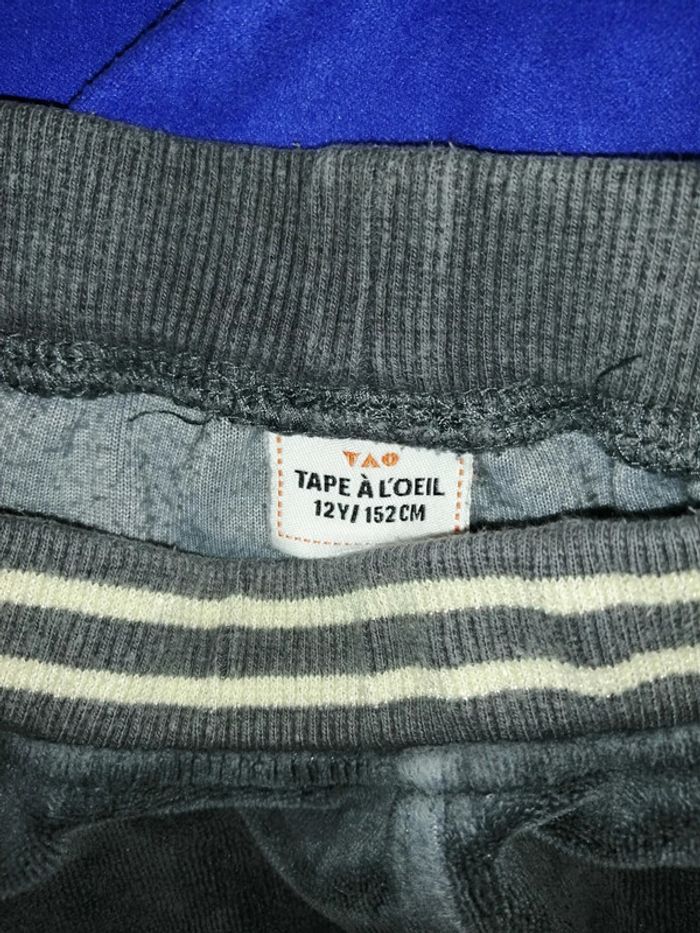 TAO
TAPE À L'OEIL
12Y/152CM